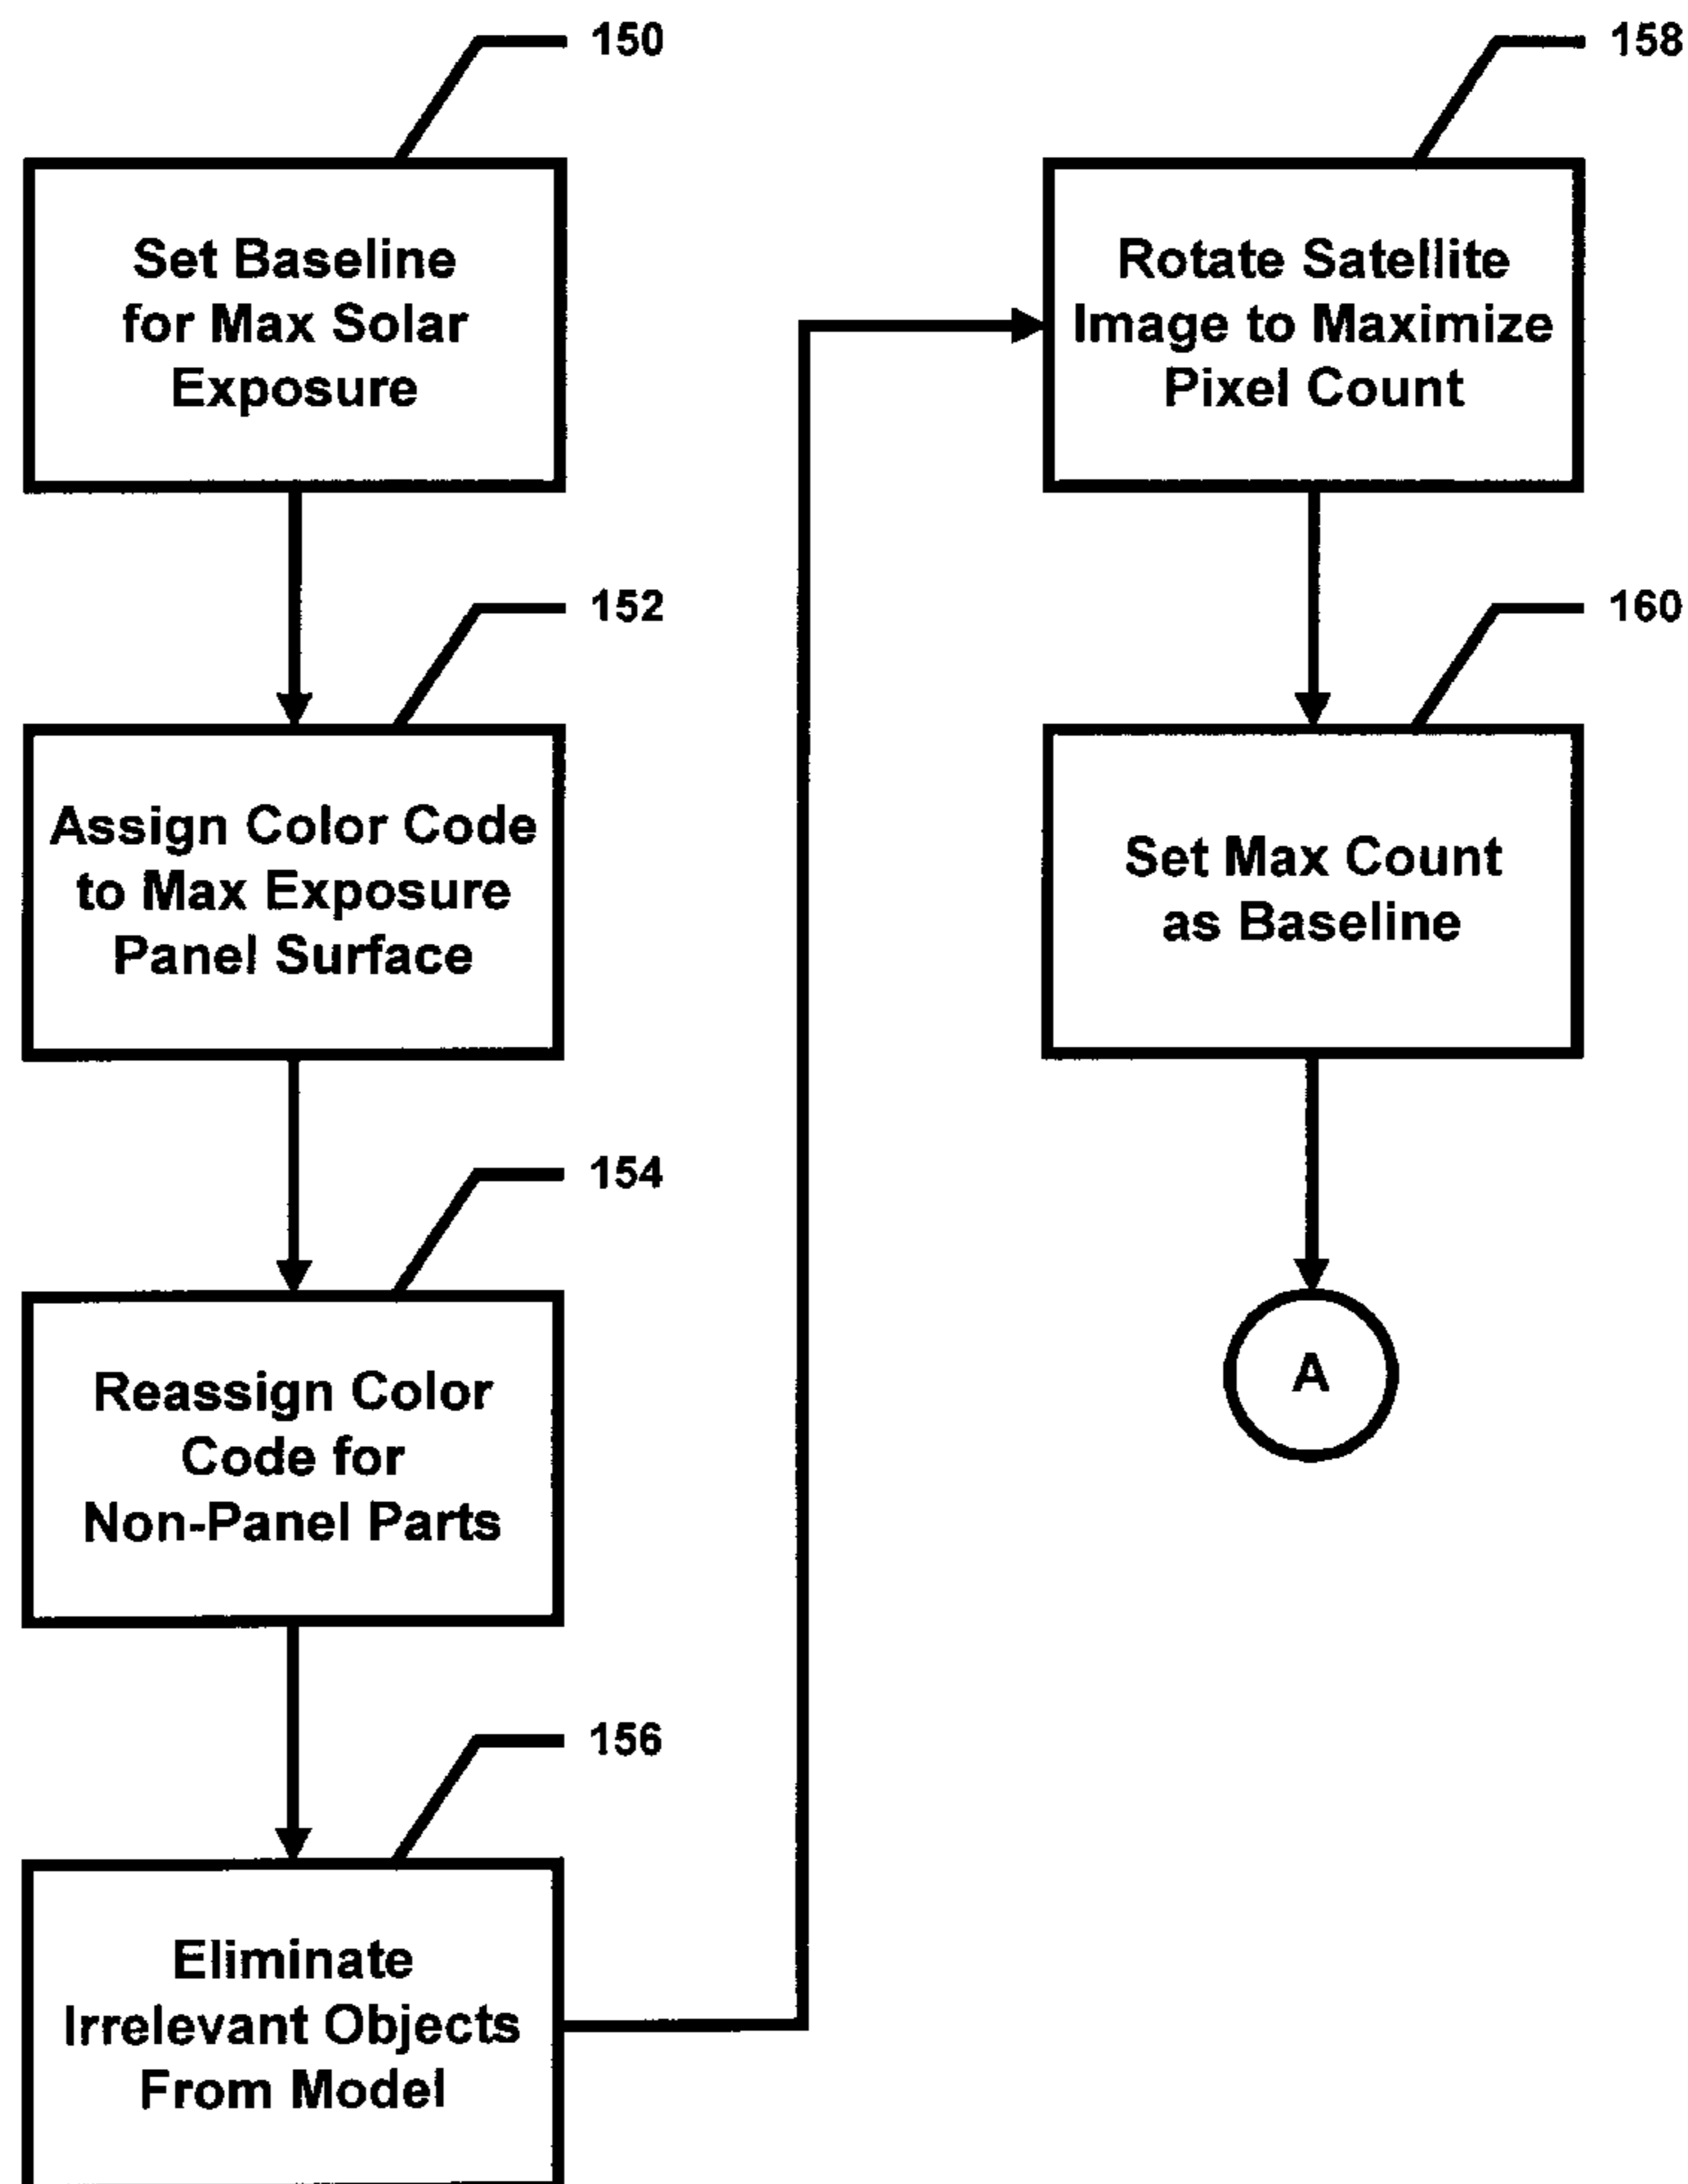 150
Set Baseline
for Max Solar
Exposure
152
Assign Color Code
to Max Exposure
Panel Surface
154
Reassign Color
Code for
Non-Panel Parts
156
Eliminate
Irrelevant Objects
From Model
158
Rotate Satellite
Image to Maximize
Pixel Count
160
Set Max Count
as Baseline
A